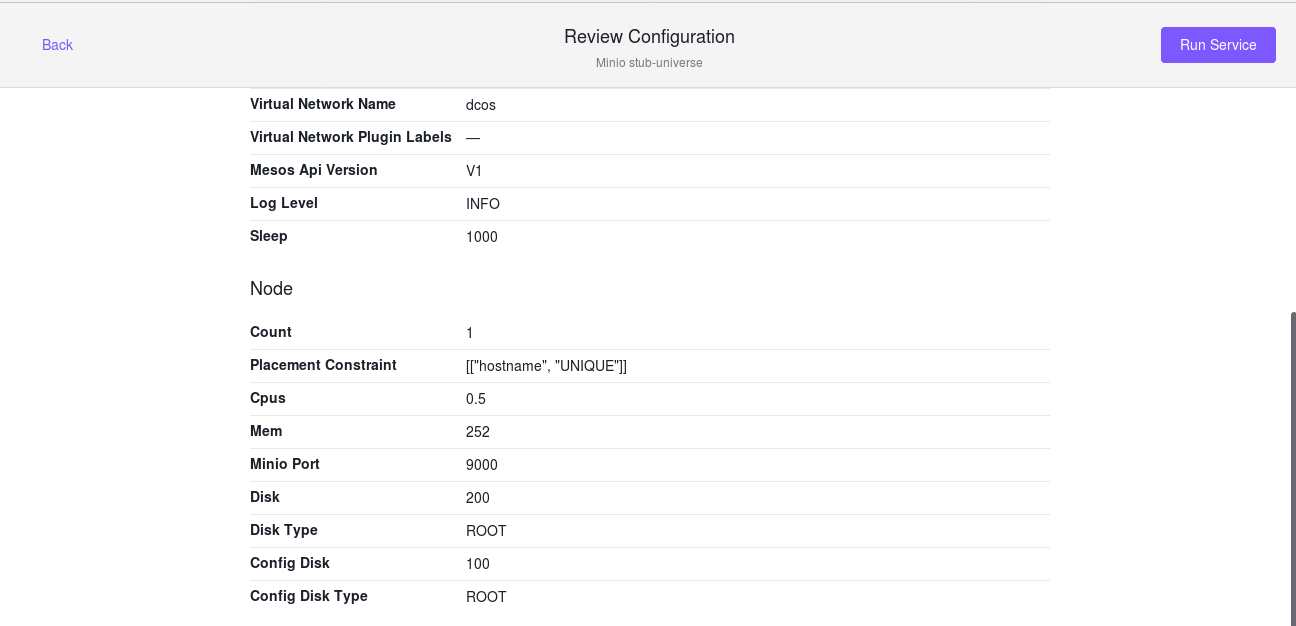 Back
Review Configuration
Minio stub-universe
Run Service
Virtual Network Name dcos
Virtual Network Plugin Labels —
Mesos Api Version V1
Log Level INFO
Sleep 1000
Node
Count 1
Placement Constraint [["hostname", "UNIQUE"]]
Cpus 0.5
Mem 252
Minio Port 9000
Disk 200
Disk Type ROOT
Config Disk 100
Config Disk Type ROOT